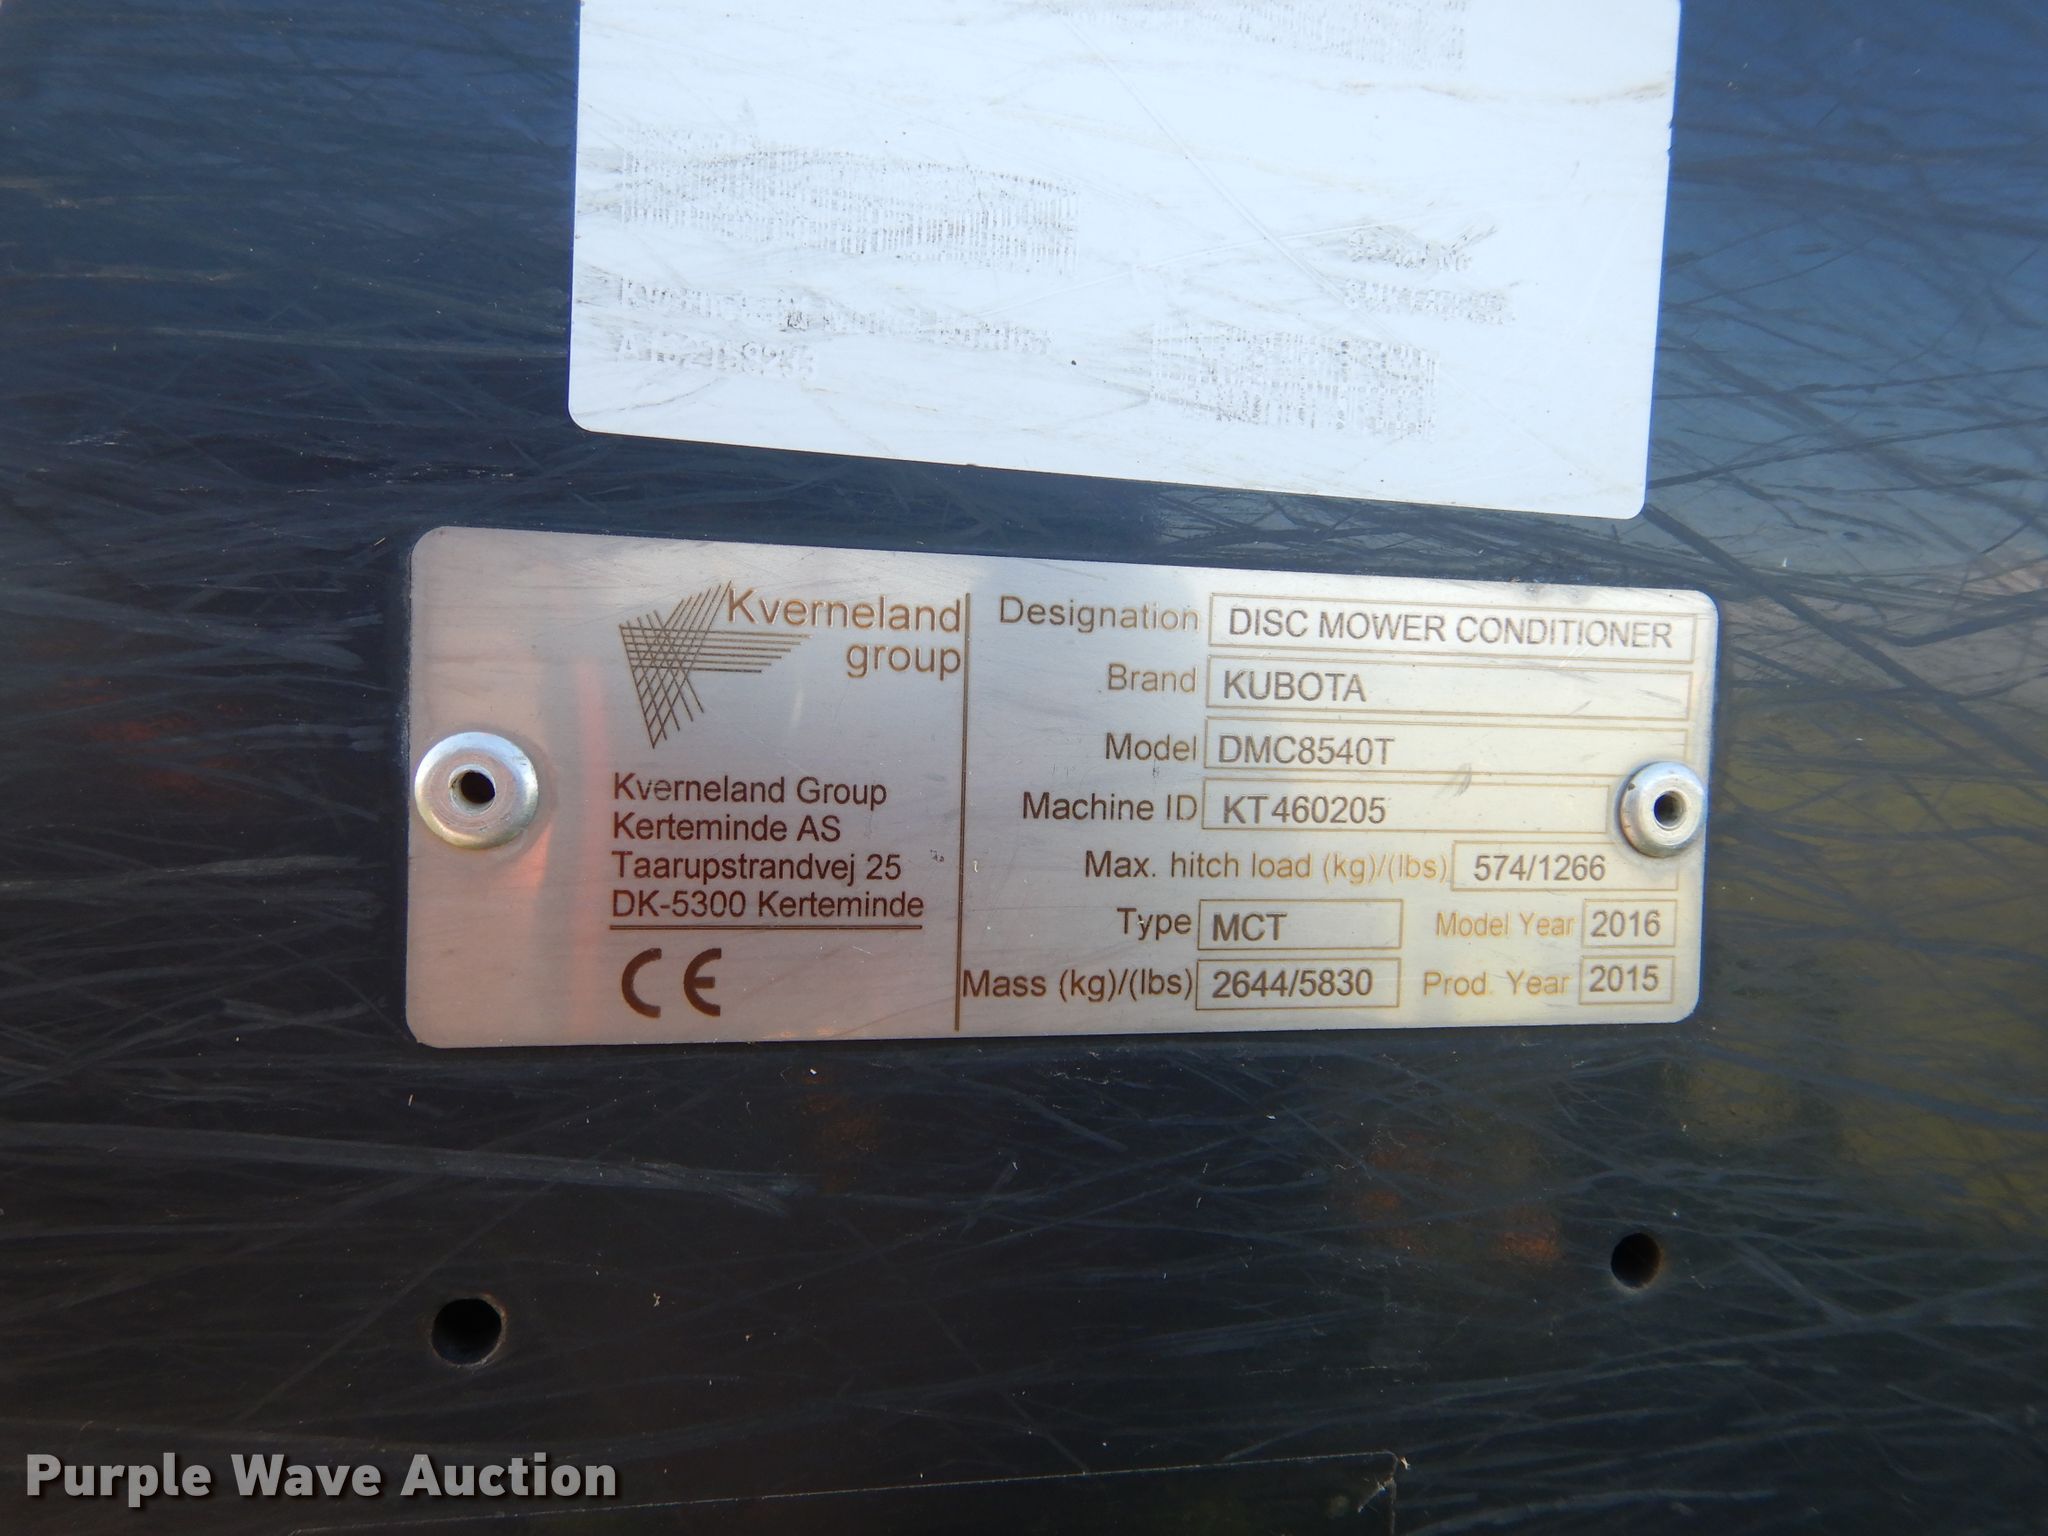 Kverneland
group
Kverneland Group
Kerteminde AS
Taarupstrandvej 25
DK-5300 Kerteminde
CE
Designation DISC MOWER CONDITIONER
Brand KUBOTA
Model DMC8540T
Machine ID KT460205
Max. hitch load (kg)/(lbs) 574/1266
Type MCT Model Year 2016
Mass (kg)/(lbs) 2644/5830 Prod. Year 2015
Purple Wave Auction